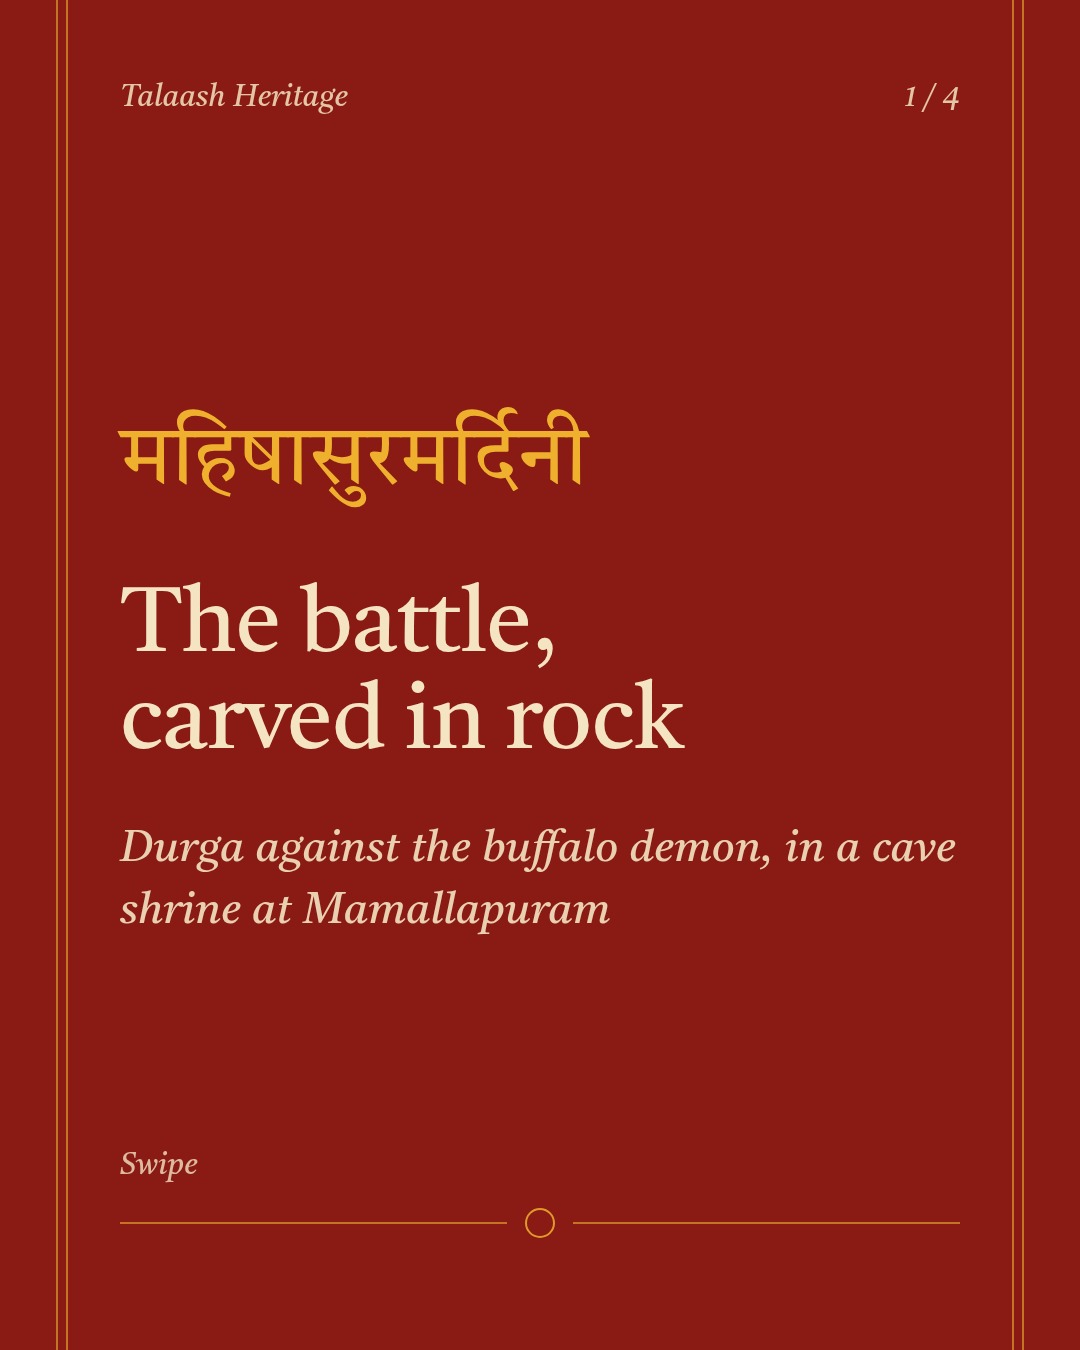 Talaash Heritage
1 / 4
महिषासुरमर्दिनी
The battle,
carved in rock
Durga against the buffalo demon, in a cave
shrine at Mamallapuram
Swipe